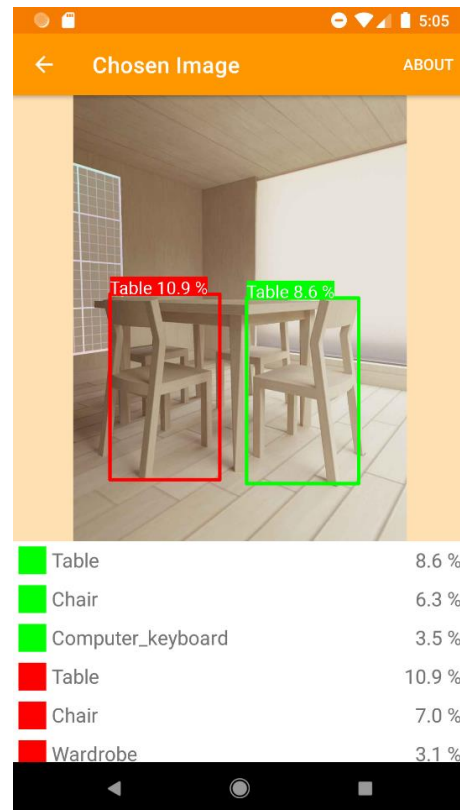 5:05
Chosen Image ABOUT
Table 10.9 % Table 8.6 %
Table 8.6 %
Chair 6.3 %
Computer_keyboard 3.5 %
Table 10.9 %
Chair 7.0 %
Wardrobe 3.1 %